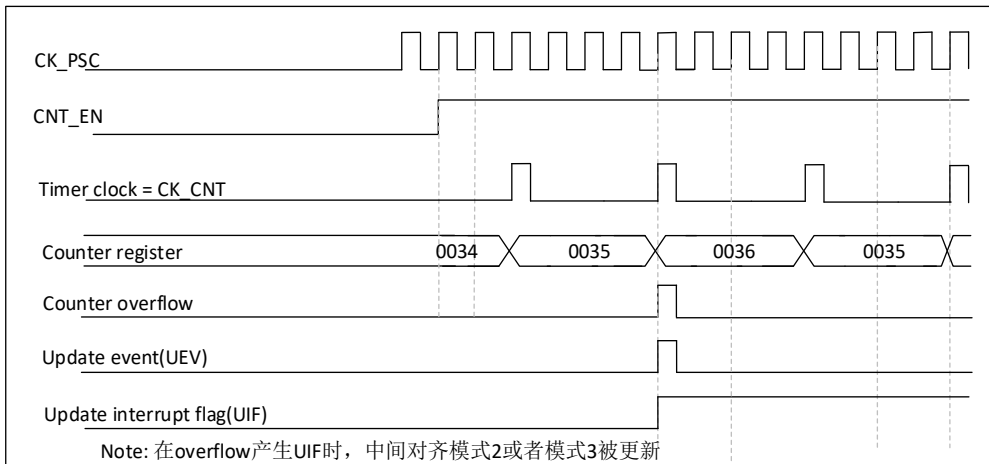 CK_PSC
CNT_EN
Timer clock = CK_CNT
Counter register 0034 0035 0036 0035
Counter overflow
Update event(UEV)
Update interrupt flag(UIF)
Note: 在overflow产生UIF时，中间对齐模式2或者模式3被更新